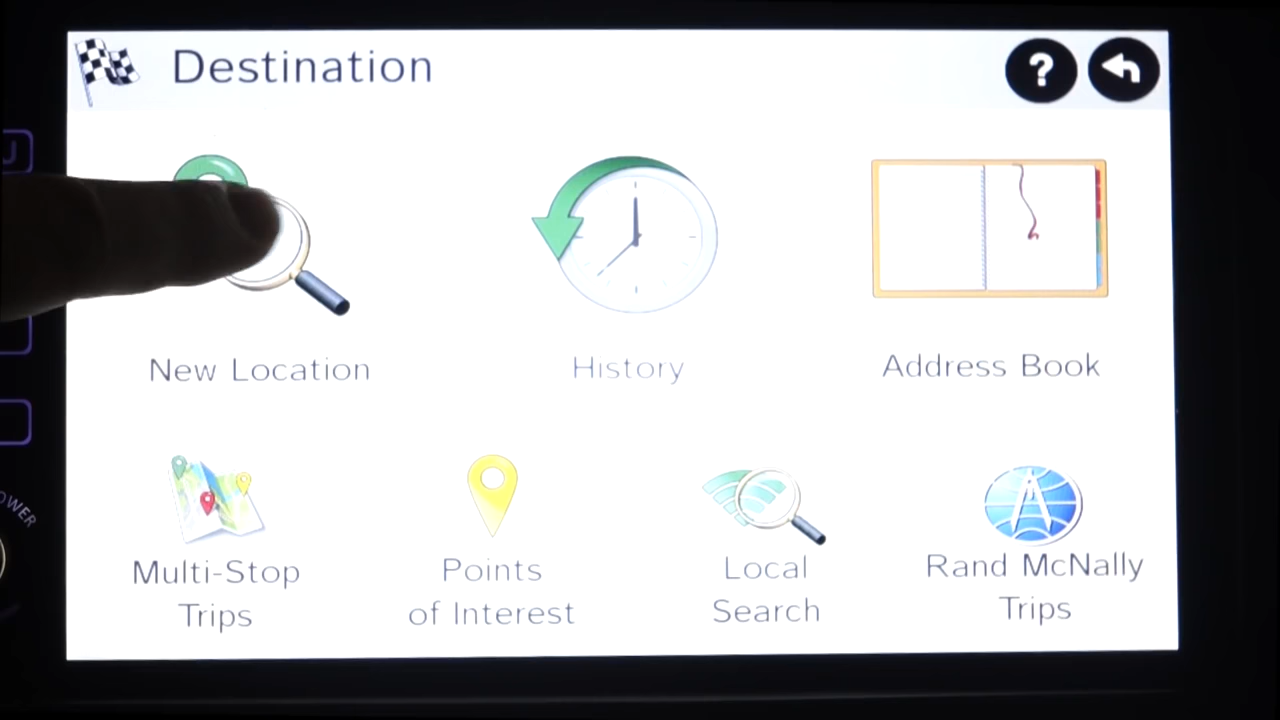 Destination
?
New Location
History
Address Book
Multi-Stop
Trips
Points
of Interest
Local
Search
Rand McNally
Trips